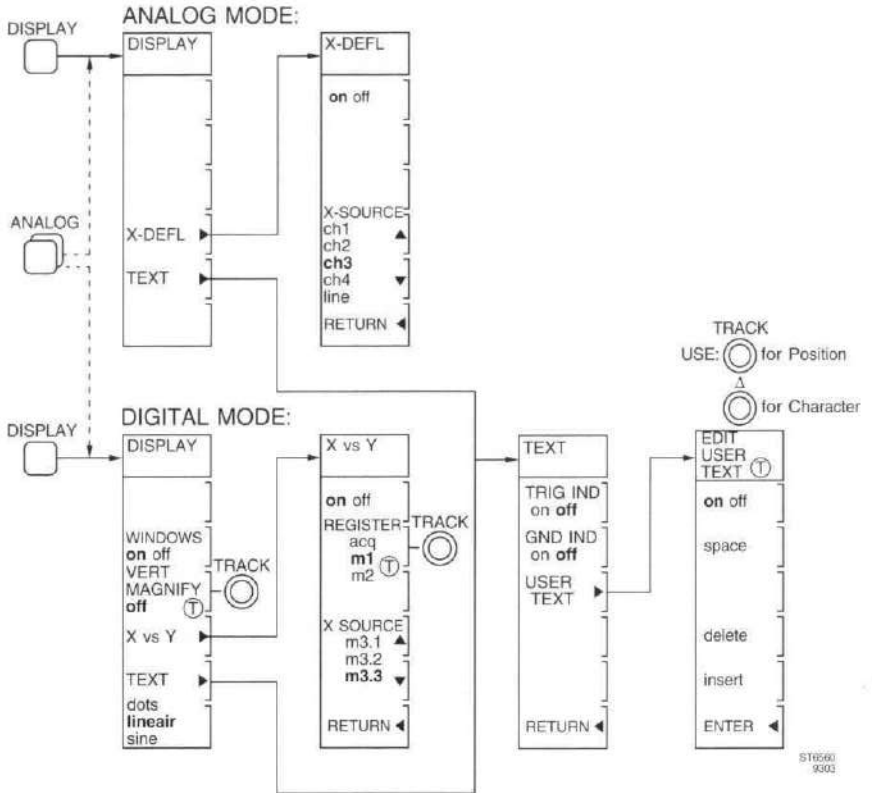 ANALOG MODE:
DISPLAY
DISPLAY
X-DEFL
on off
ANALOG
X-DEFL ▶
TEXT ▶
X-SOURCE
ch1 ▲
ch2
ch3
ch4 ▼
line
RETURN ◀
TRACK
USE: for Position
Δ
for Character
DIGITAL MODE:
DISPLAY
DISPLAY
WINDOWS
on off
VERT
MAGNIFY
off Ⓣ
TRACK
X vs Y ▶
TEXT ▶
dots
lineair
sine
X vs Y
on off
REGISTER
acq
m1 Ⓣ
m2
TRACK
X SOURCE
m3.1 ▲
m3.2
m3.3 ▼
RETURN ◀
TEXT
TRIG IND
on off
GND IND
on off
USER ▶
TEXT
RETURN ◀
EDIT
USER
TEXT Ⓣ
on off
space
delete
insert
ENTER ◀
ST6560
9303